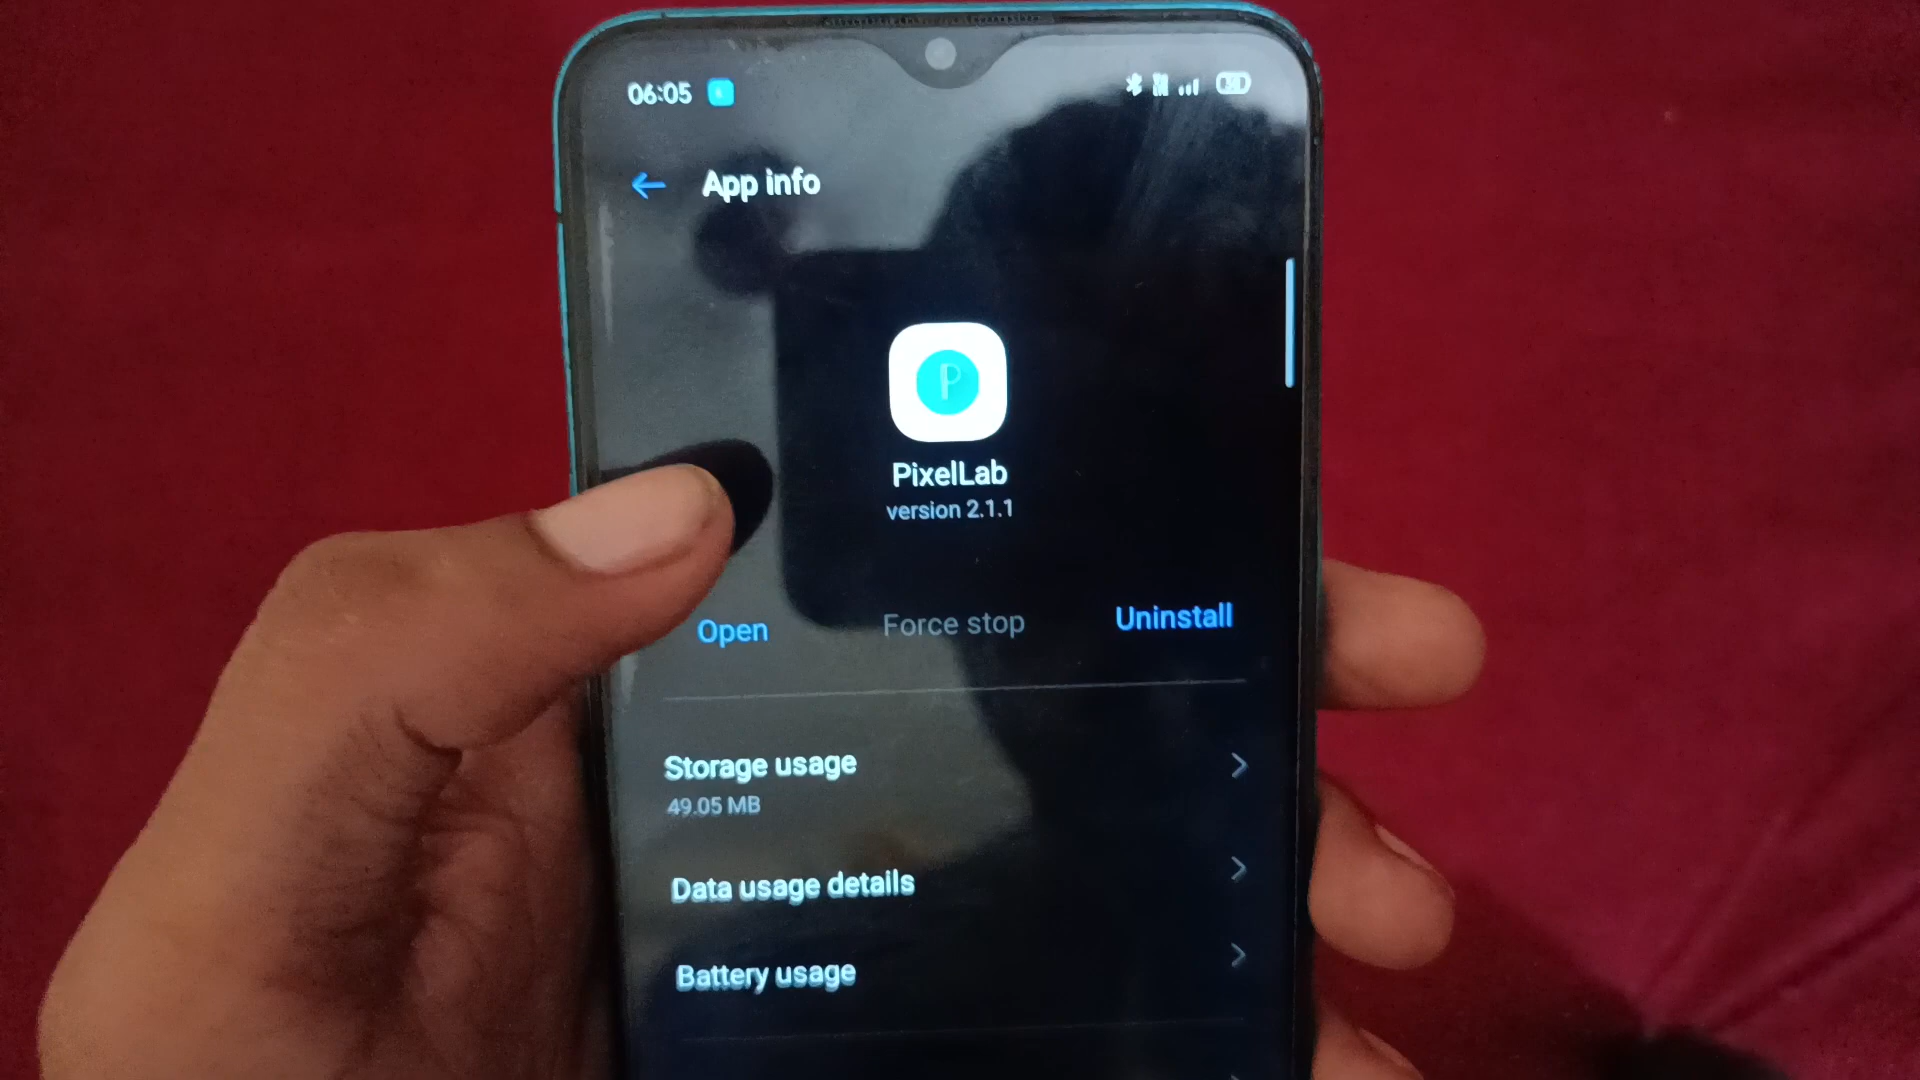 06:05
App info
P
PixelLab
version 2.1.1
Open Force stop Uninstall
Storage usage
49.05 MB
Data usage details
Battery usage